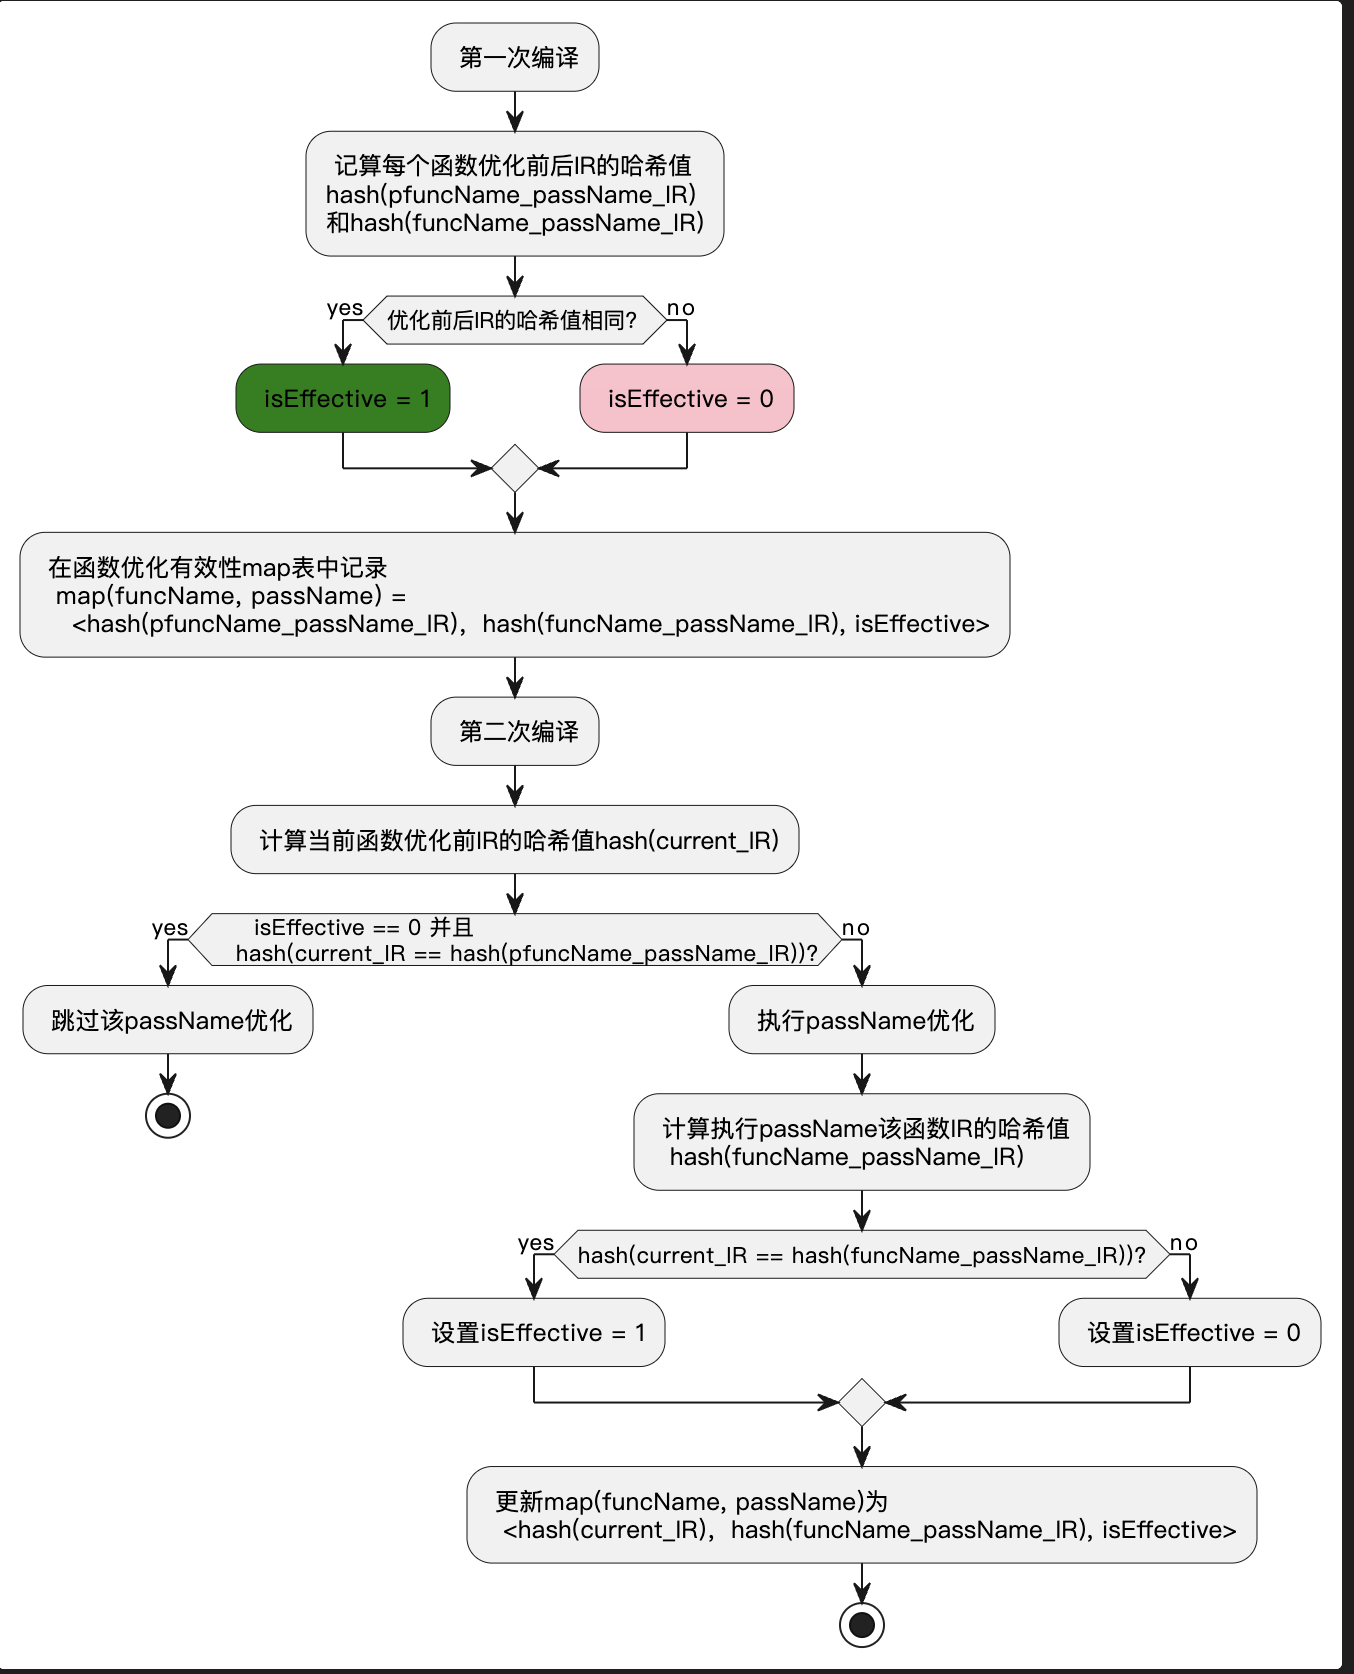 第一次编译
记算每个函数优化前后IR的哈希值
hash(pfuncName_passName_IR)
和hash(funcName_passName_IR)
yes
优化前后IR的哈希值相同?
no
isEffective = 1
isEffective = 0
在函数优化有效性map表中记录
map(funcName, passName) =
<hash(pfuncName_passName_IR), hash(funcName_passName_IR), isEffective>
第二次编译
计算当前函数优化前IR的哈希值hash(current_IR)
yes
isEffective == 0 并且
hash(current_IR == hash(pfuncName_passName_IR))?
no
跳过该passName优化
执行passName优化
计算执行passName该函数IR的哈希值
hash(funcName_passName_IR)
yes
hash(current_IR == hash(funcName_passName_IR))?
no
设置isEffective = 1
设置isEffective = 0
更新map(funcName, passName)为
<hash(current_IR), hash(funcName_passName_IR), isEffective>